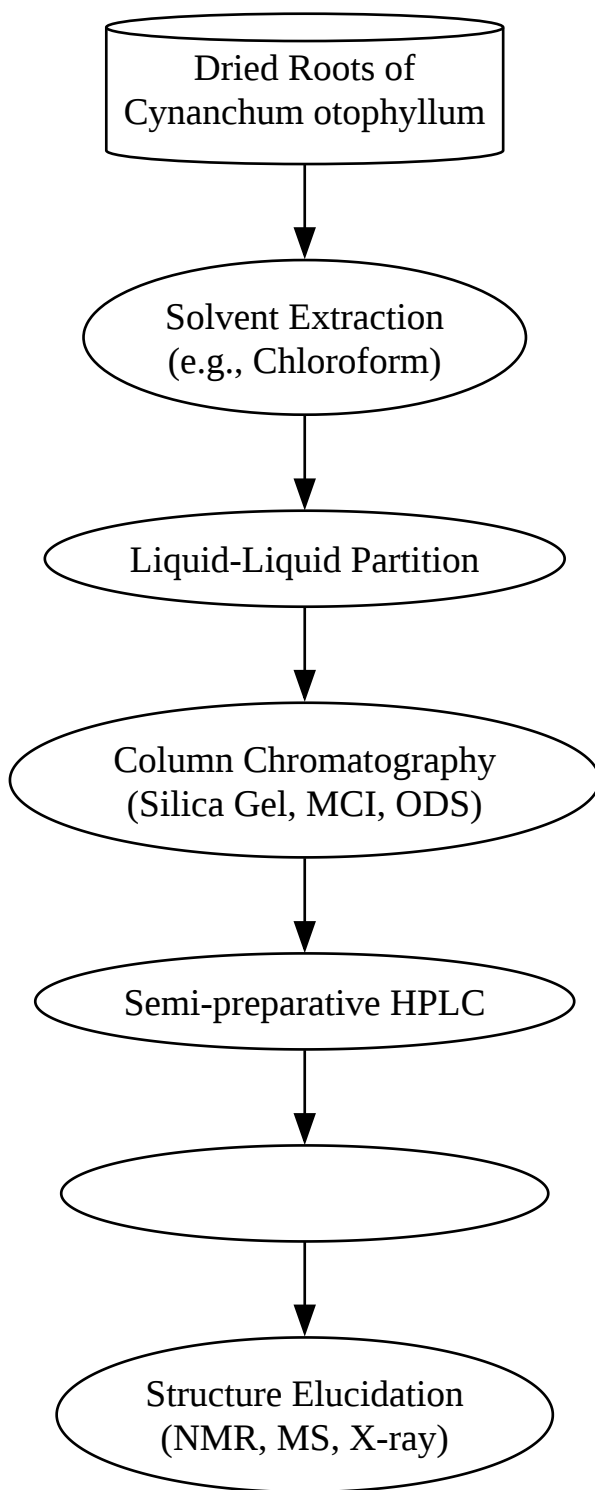 Dried Roots of
Cynanchum otophyllum
Solvent Extraction
(e.g., Chloroform)
Liquid-Liquid Partition
Column Chromatography
(Silica Gel, MCI, ODS)
Semi-preparative HPLC
Structure Elucidation
(NMR, MS, X-ray)